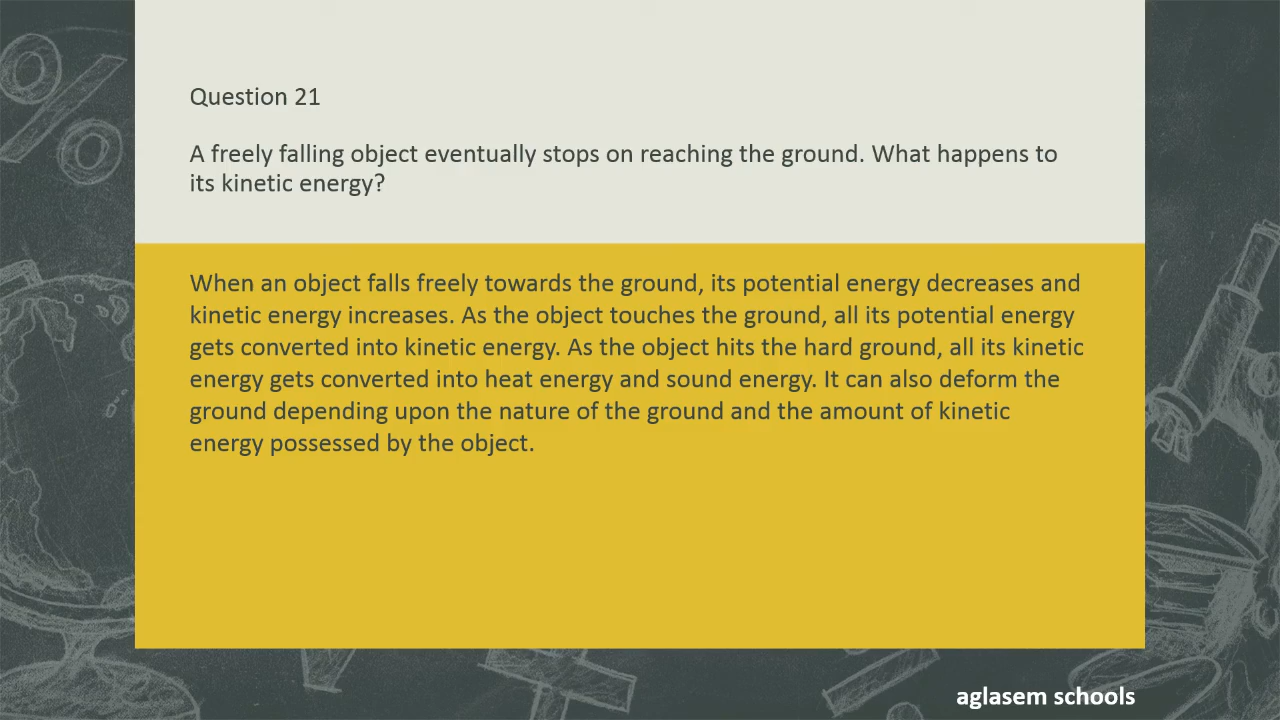 Question 21
A freely falling object eventually stops on reaching the ground. What happens to
its kinetic energy?
When an object falls freely towards the ground, its potential energy decreases and
kinetic energy increases. As the object touches the ground, all its potential energy
gets converted into kinetic energy. As the object hits the hard ground, all its kinetic
energy gets converted into heat energy and sound energy. It can also deform the
ground depending upon the nature of the ground and the amount of kinetic
energy possessed by the object.
aglasem schools